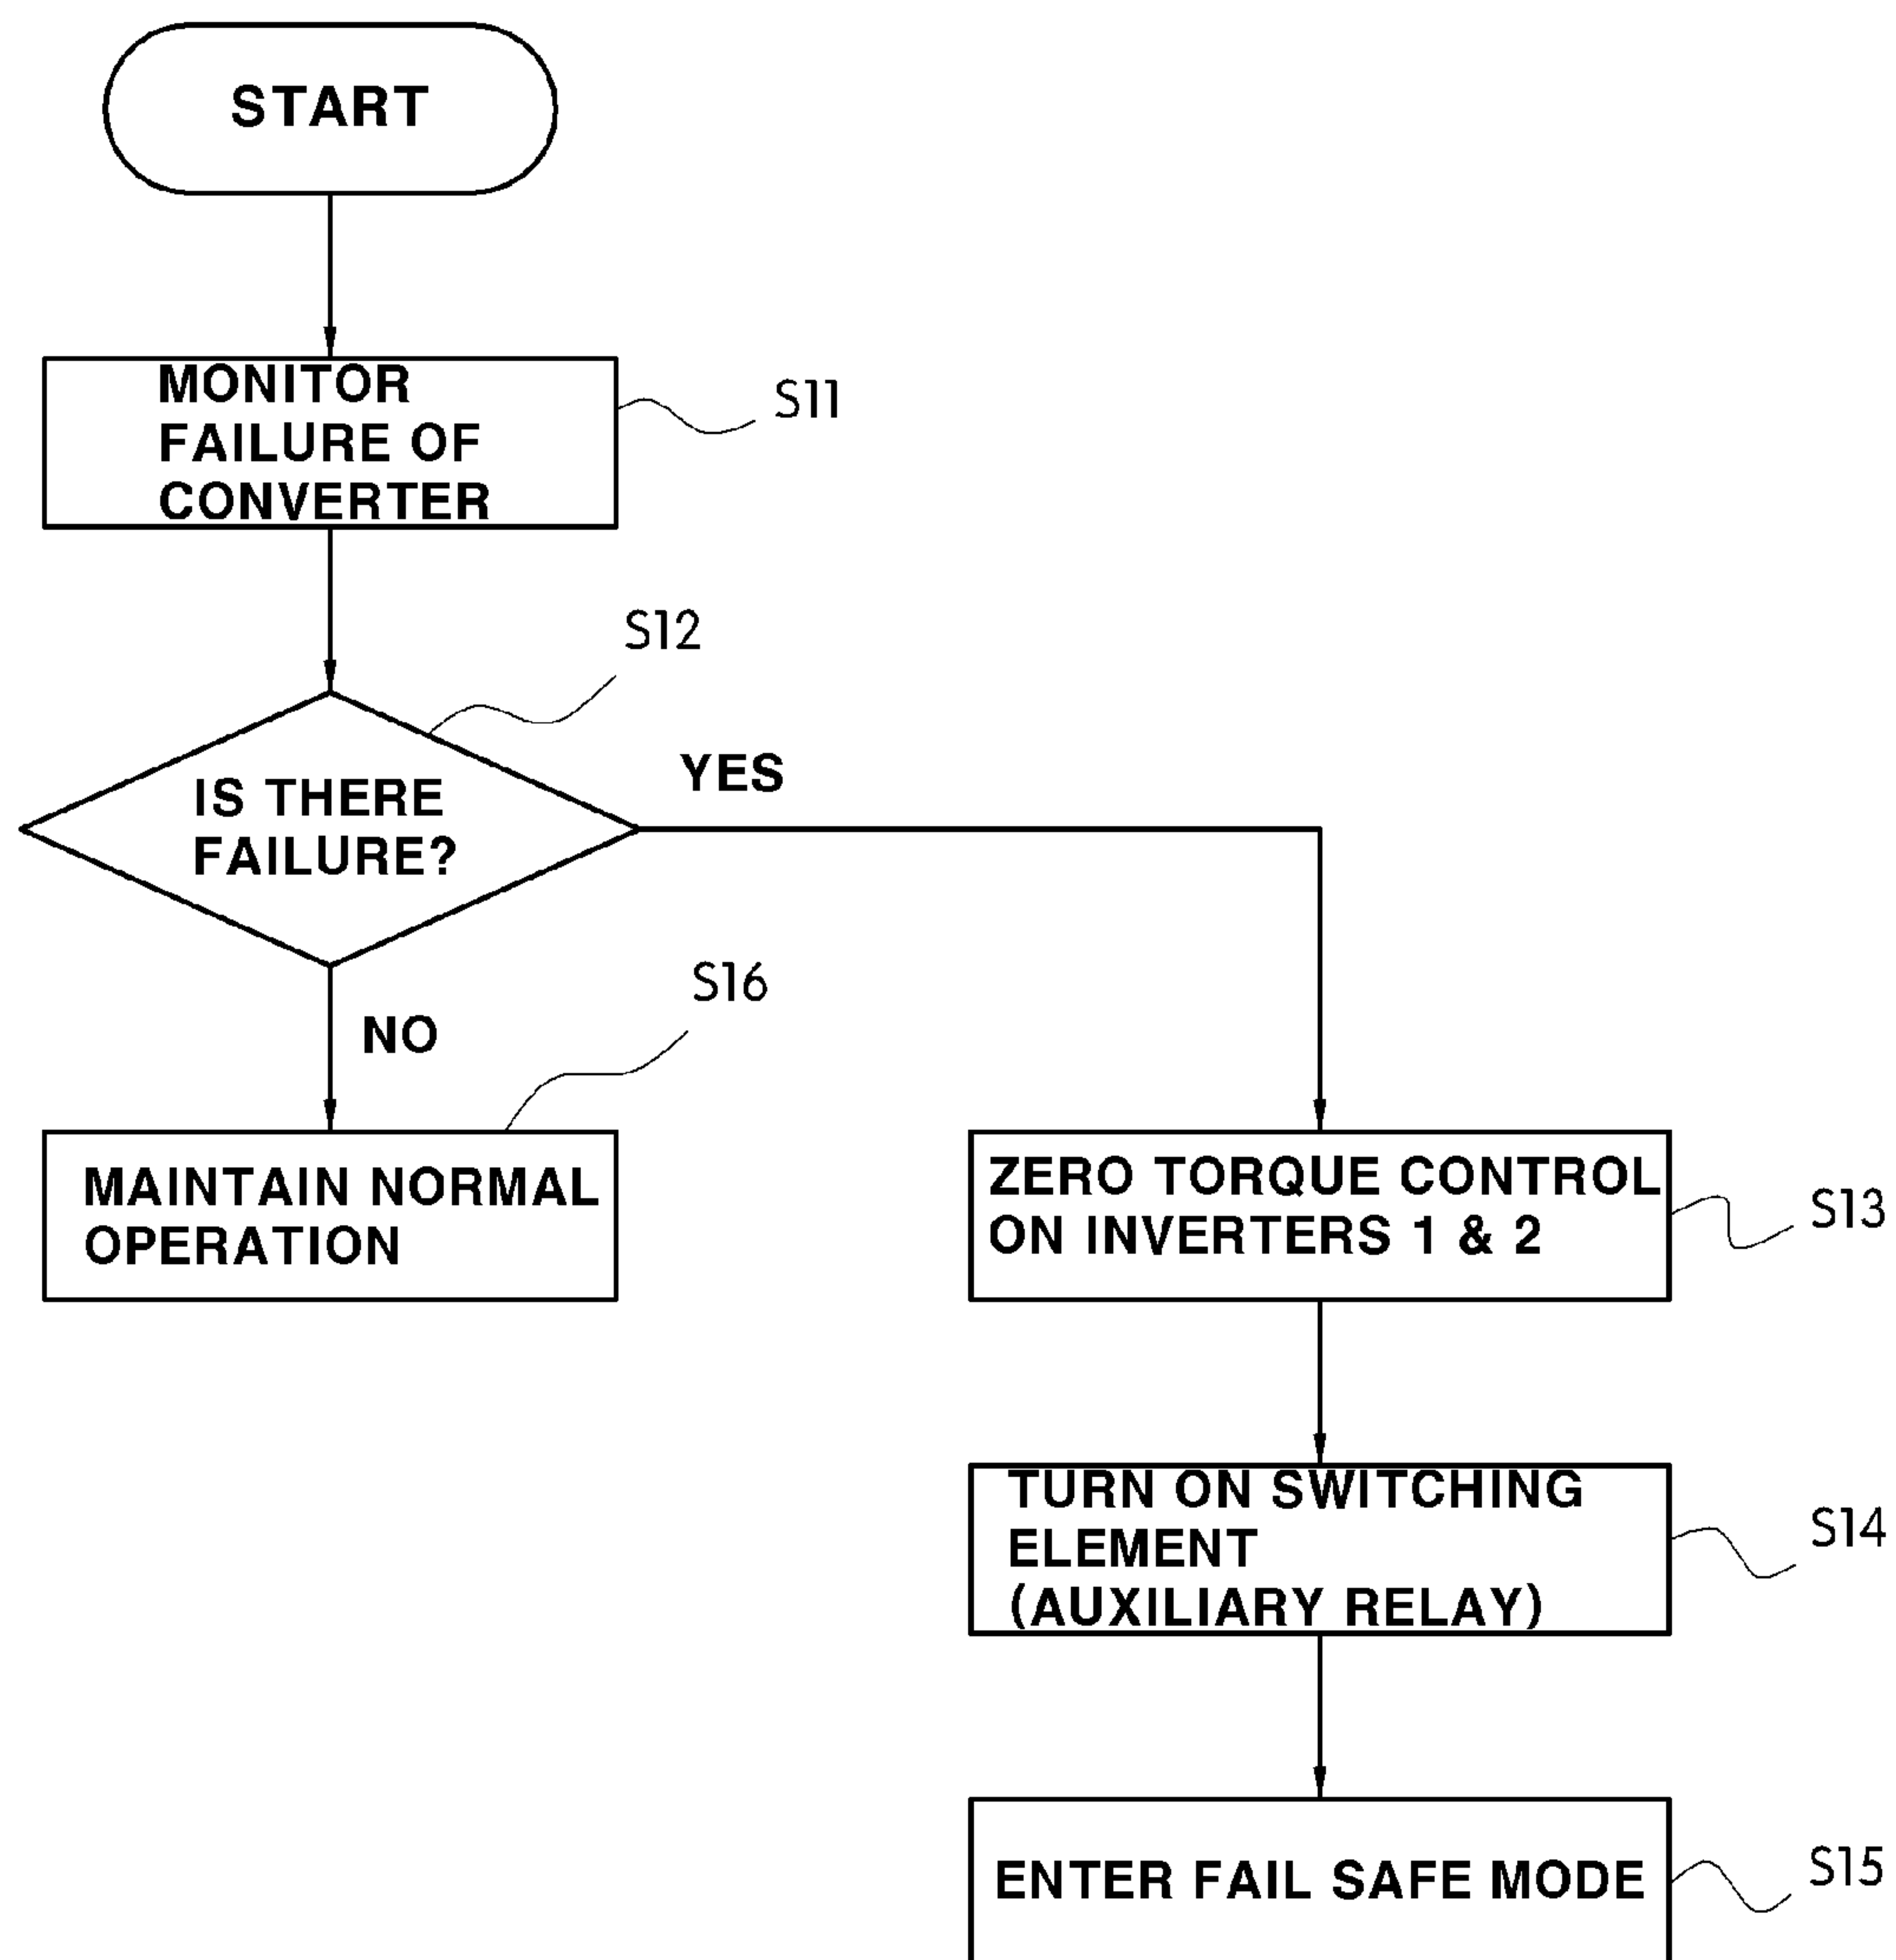 START
MONITOR
FAILURE OF
CONVERTER
S11
S12
IS THERE
FAILURE?
YES
NO
S16
MAINTAIN NORMAL
OPERATION
ZERO TORQUE CONTROL
ON INVERTERS 1 & 2
S13
TURN ON SWITCHING
ELEMENT
(AUXILIARY RELAY)
S14
ENTER FAIL SAFE MODE
S15